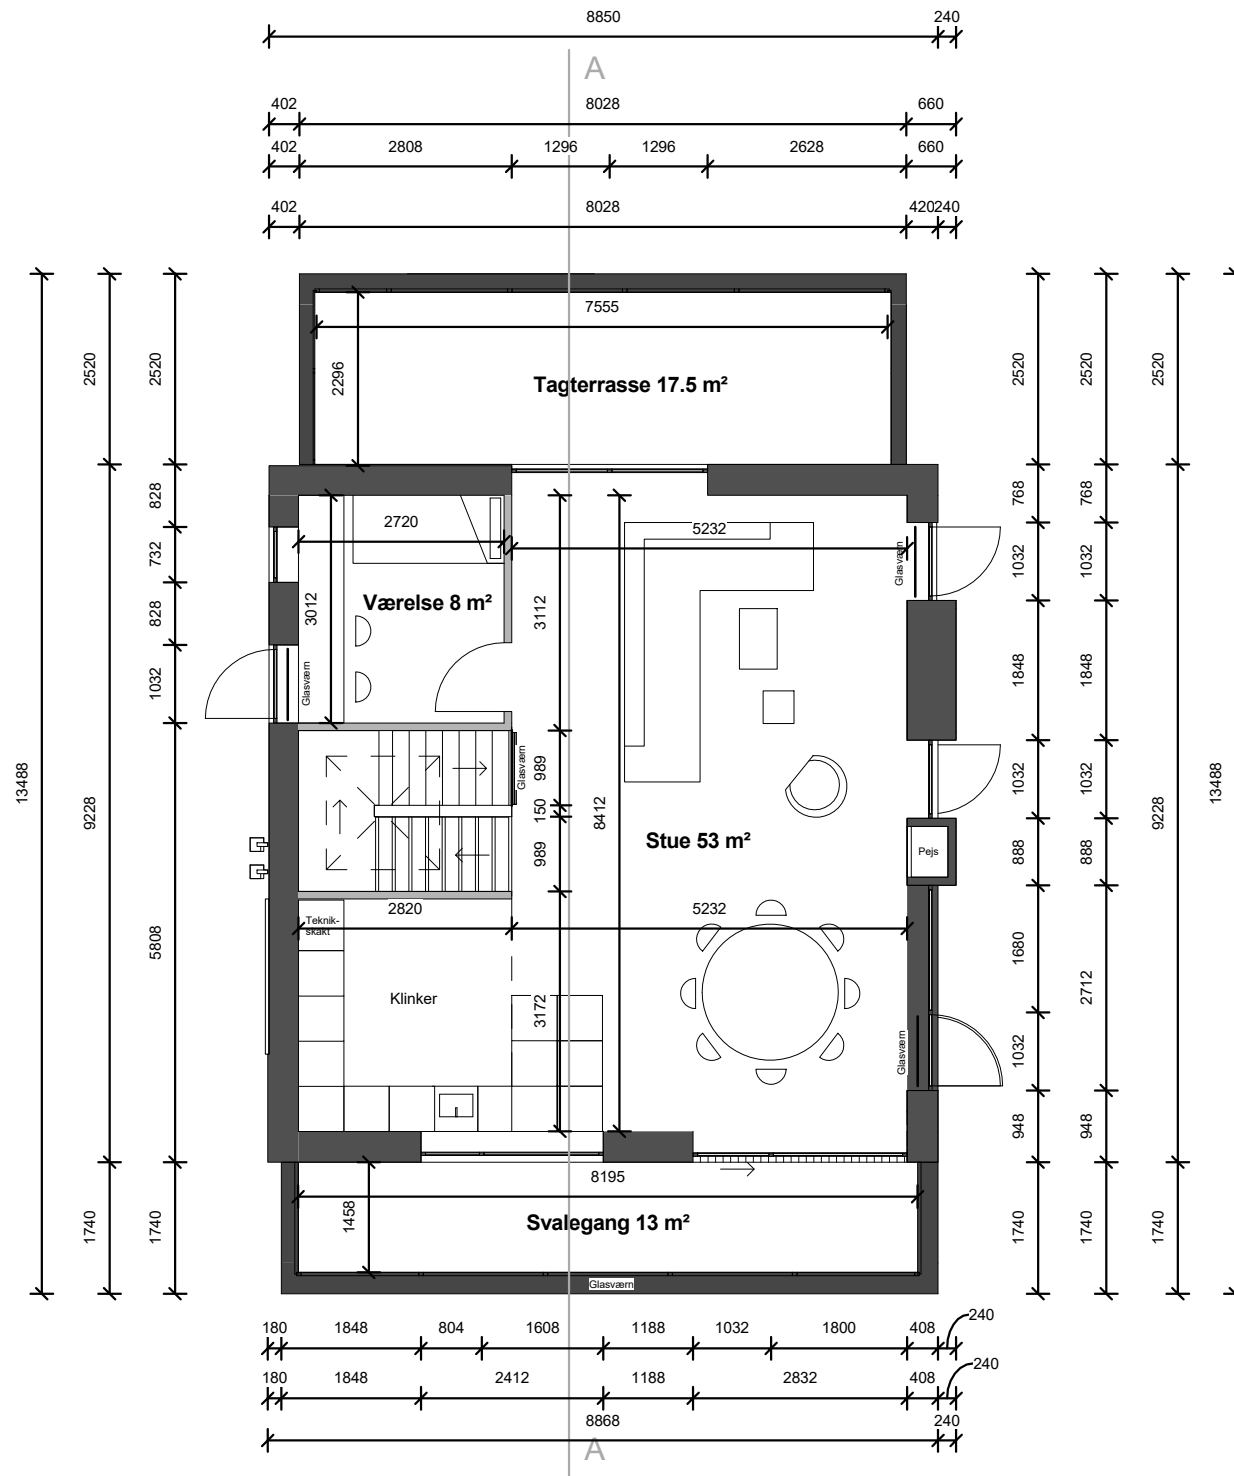 8850 240
A
402 8028 660
402 2808 1296 1296 2628 660
402 8028 420 240
7555
2296
Tagterrasse 17.5 m²
13488
2520
9228
1740
2520
828
732
828
1032
5808
1740
2720
5232
Værelse 8 m²
3012
3112
Glasværn
Glasværn
Glasværn
989
150
989
8412
Stue 53 m²
Pejs
2820
5232
Teknik-
skakt
Klinker
3172
Glasværn
2520
768
1032
1848
1032
888
1680
1032
948
1740
2520
768
1032
1848
1032
888
2712
948
1740
2520
9228
1740
13488
8195
1458
Svalegang 13 m²
Glasværn
180 1848 804 1608 1188 1032 1800 408 240
180 1848 2412 1188 2832 408 240
8868 240
A